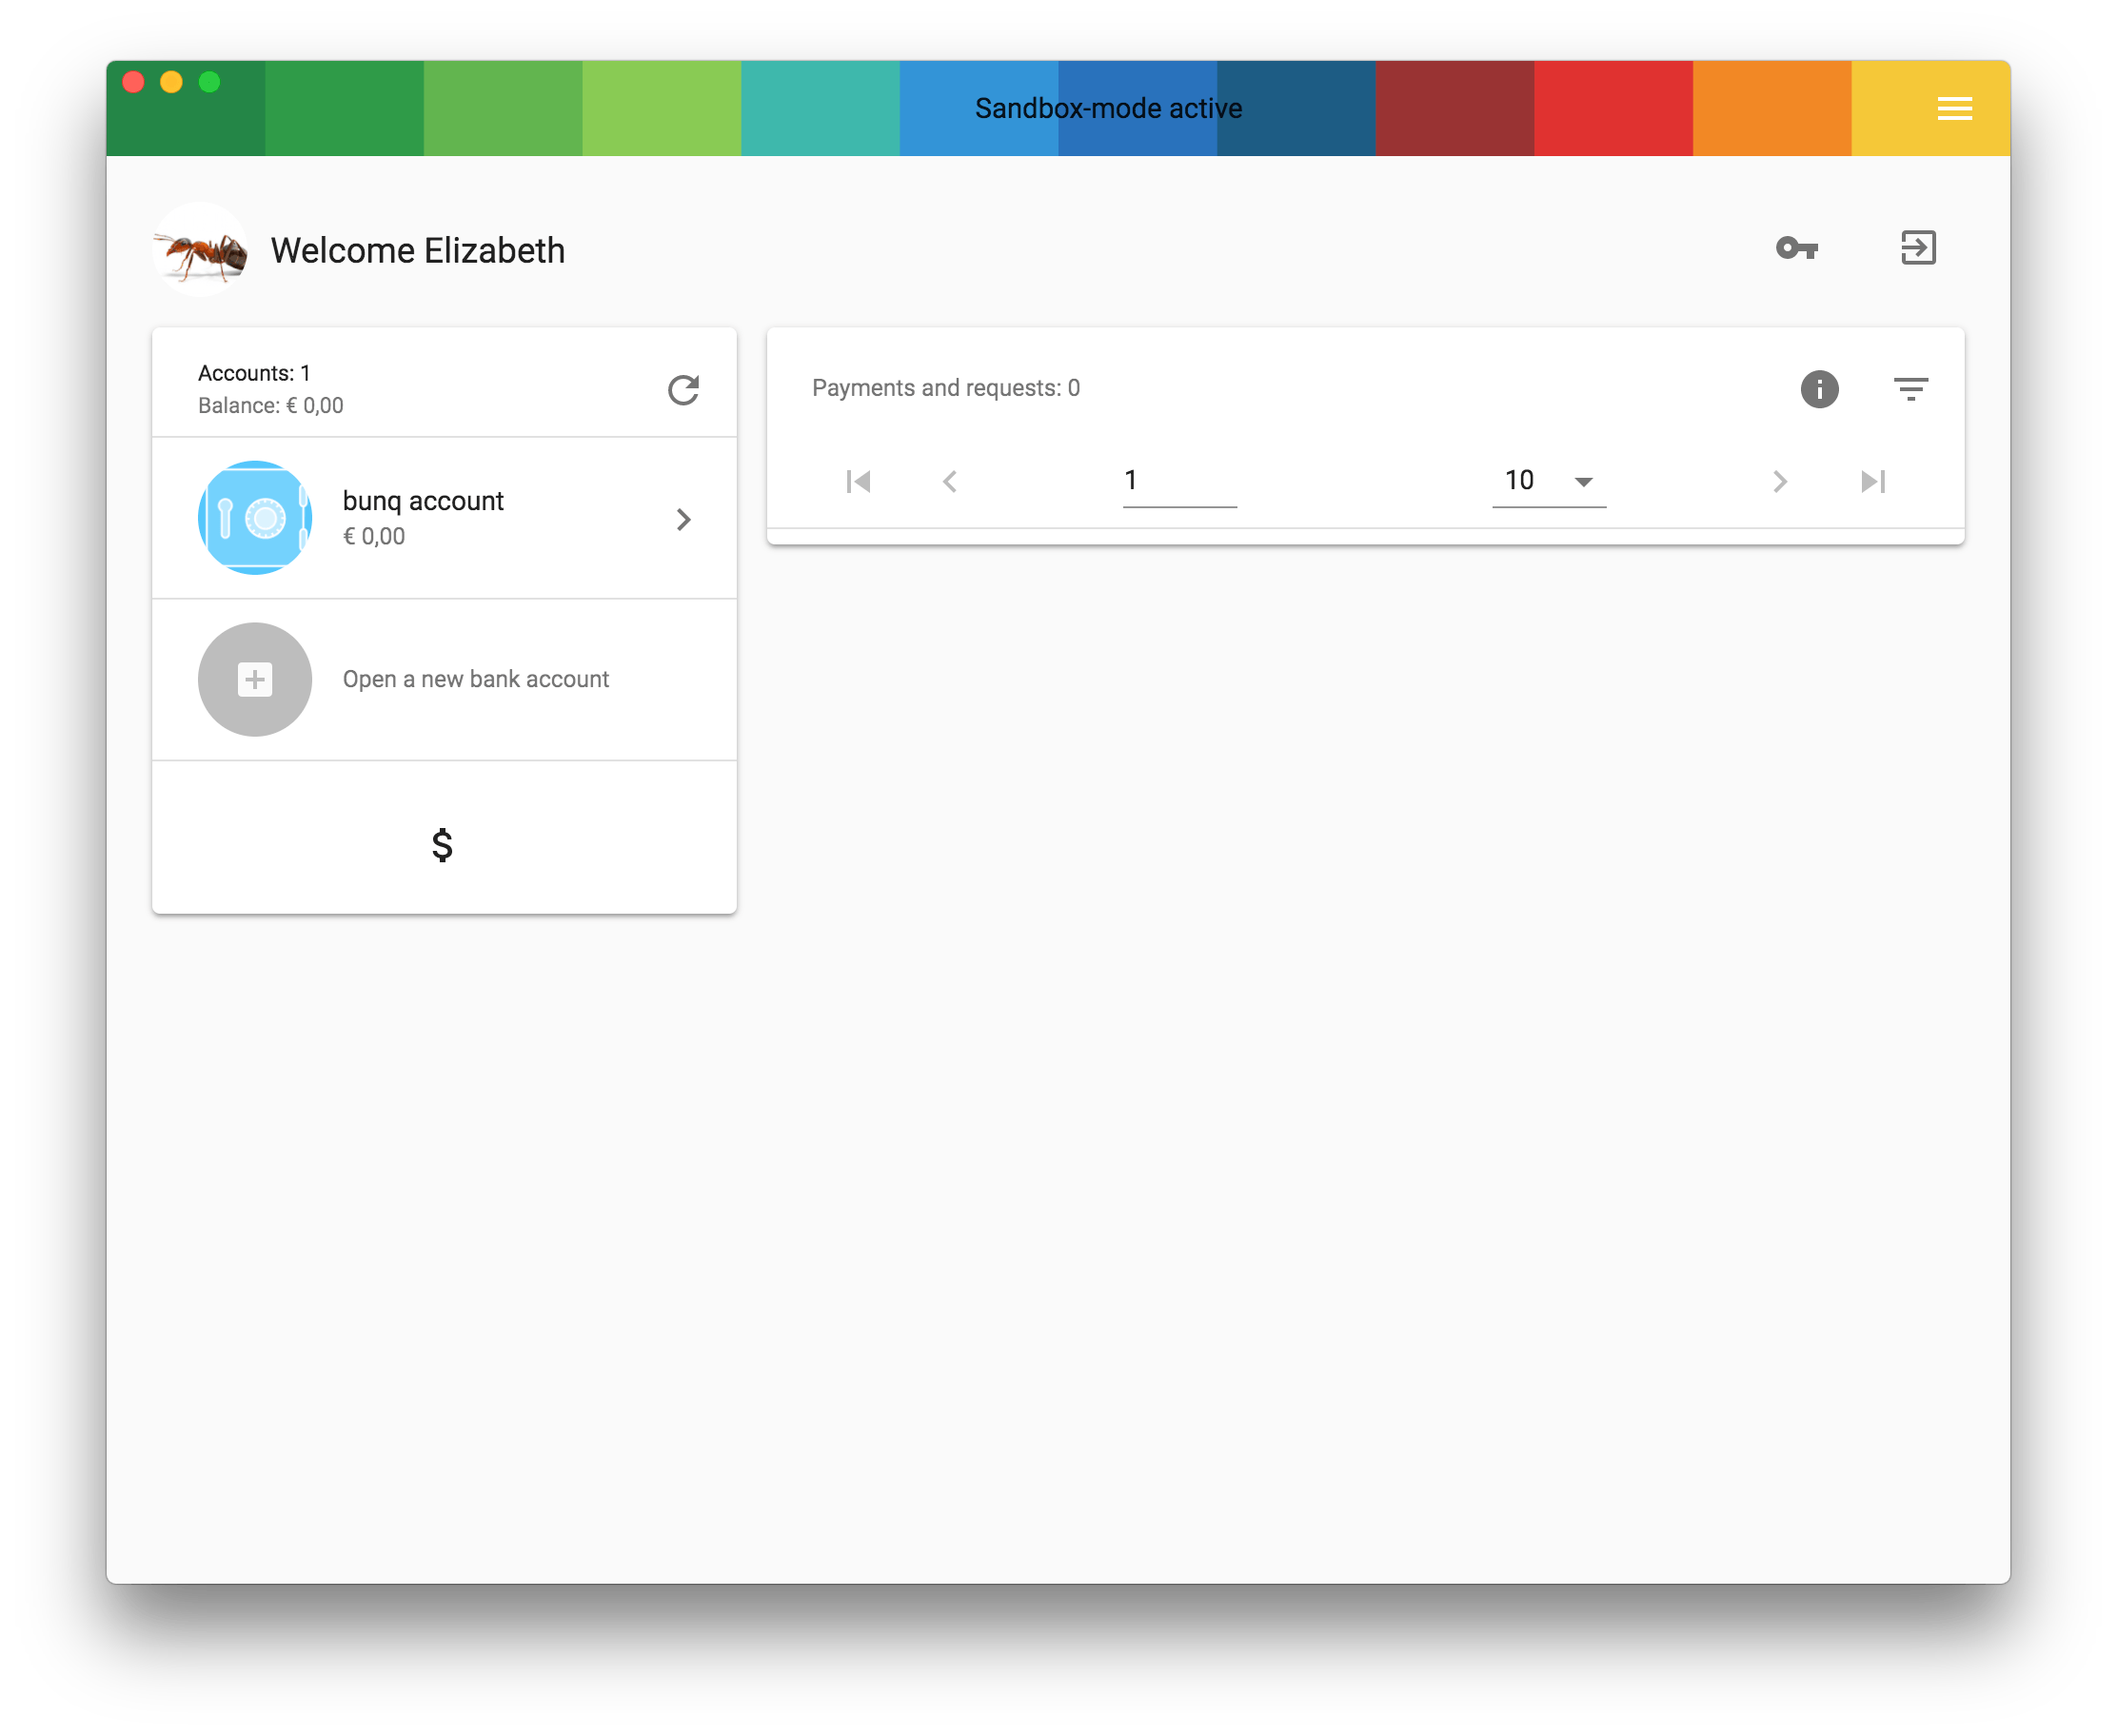 Sandbox-mode active
Welcome Elizabeth
Accounts: 1
Balance: € 0,00
Payments and requests: 0
1
10
bunq account
€ 0,00
Open a new bank account
$